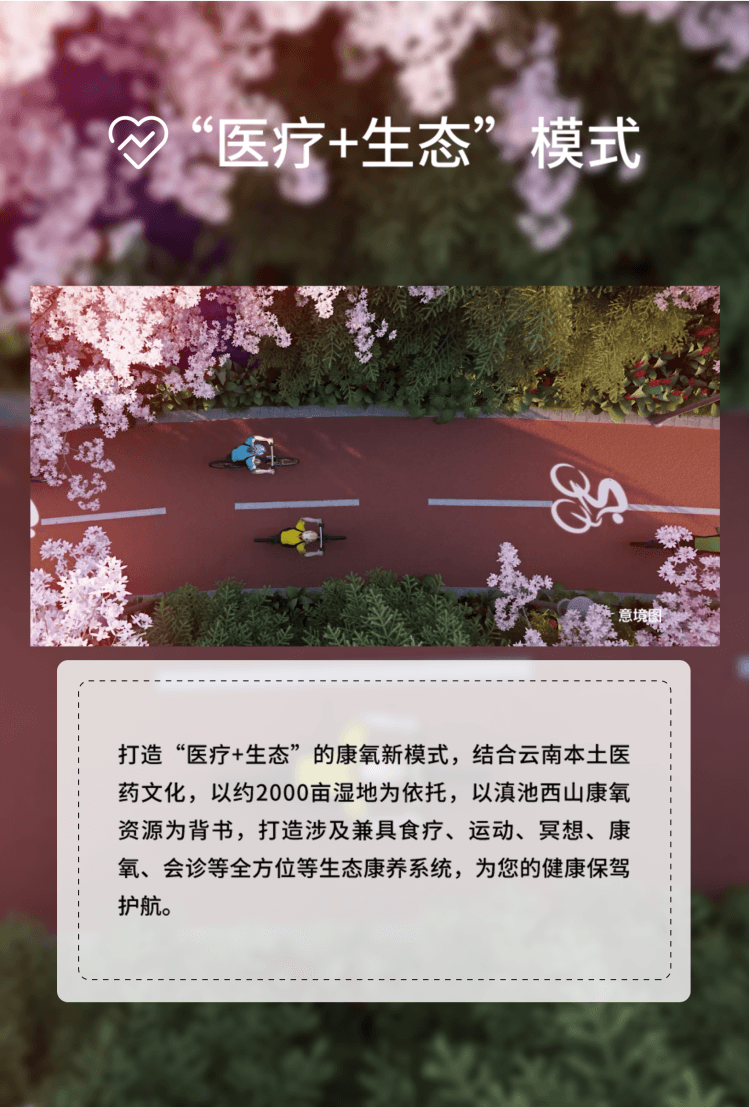 “医疗+生态”模式
意境图
打造“医疗+生态”的康氧新模式，结合云南本土医
药文化，以约2000亩湿地为依托，以滇池西山康氧
资源为背书，打造涉及兼具食疗、运动、冥想、康
氧、会诊等全方位等生态康养系统，为您的健康保驾
护航。